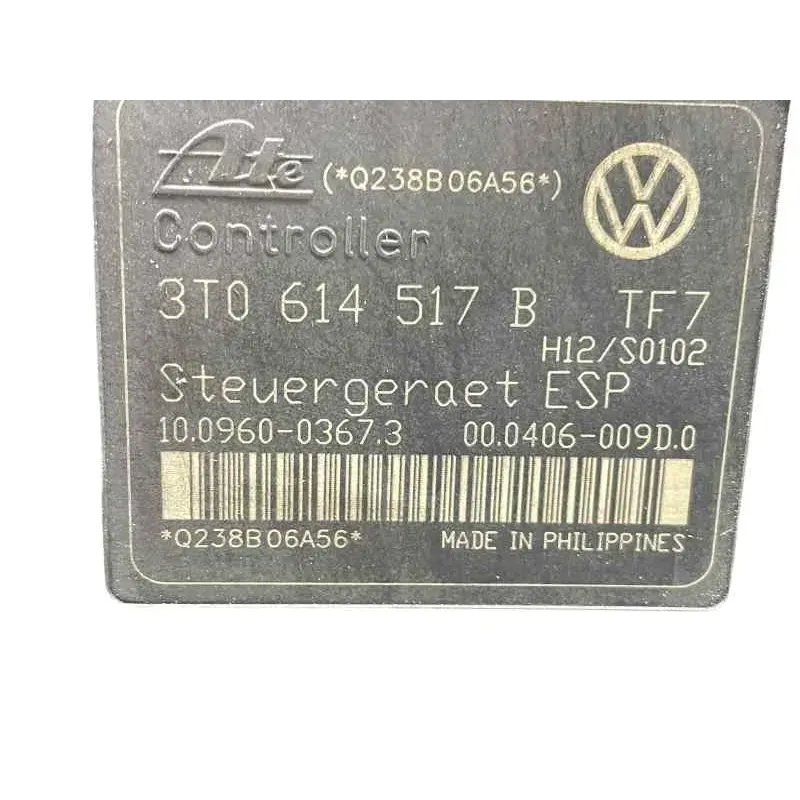 Ate (*Q238B06A56*)
VW
Controller
3T0 614 517 B TF7
H12/S0102
Steuergeraet ESP
10.0960-0367.3 00.0406-009D.0
*Q238B06A56* MADE IN PHILIPPINES